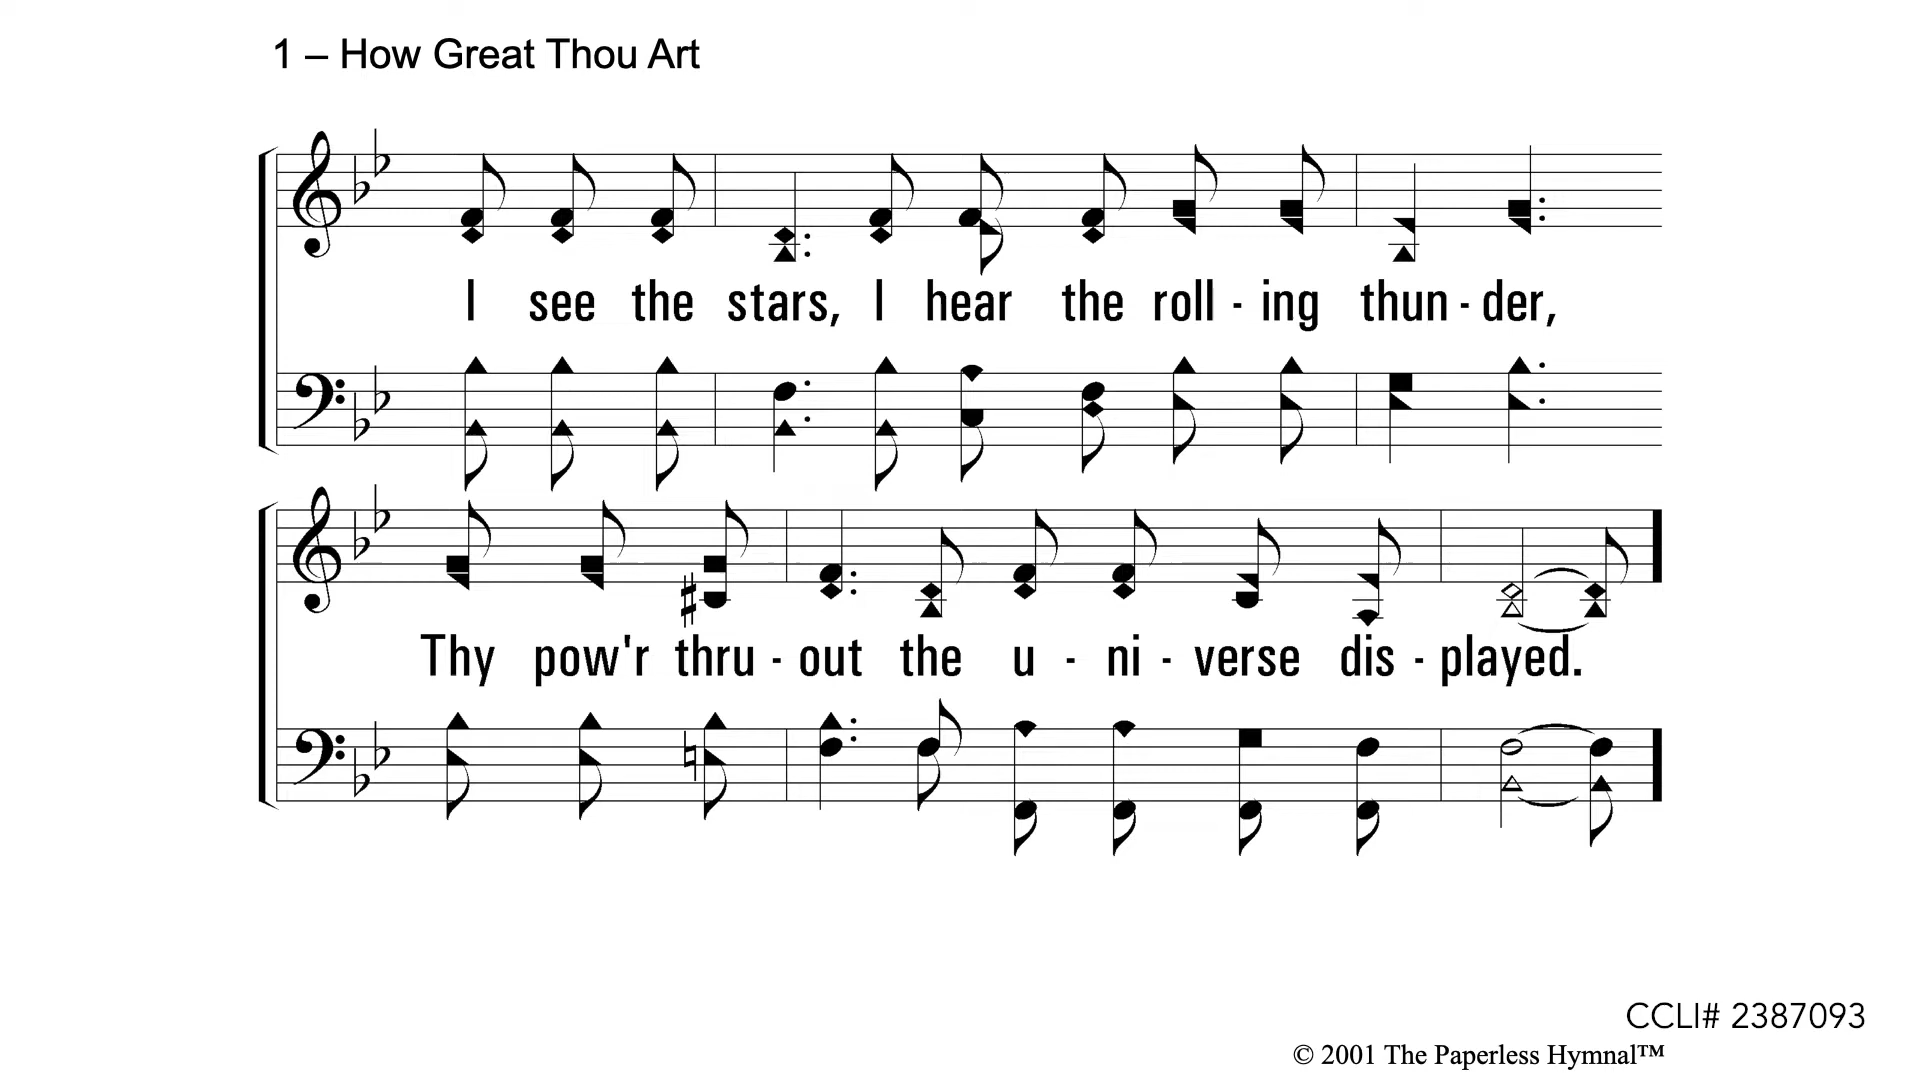 1 – How Great Thou Art
I see the stars, I hear the roll - ing thun - der,
Thy pow'r thru - out the u - ni - verse dis - played.
CCLI# 2387093
© 2001 The Paperless Hymnal™